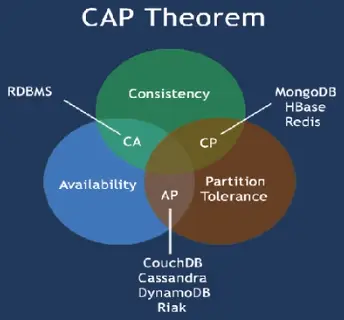 CAP Theorem
RDBMS
Consistency
MongoDB
HBase
Redis
CA
CP
Availability
Partition
Tolerance
AP
CouchDB
Cassandra
DynamoDB
Riak